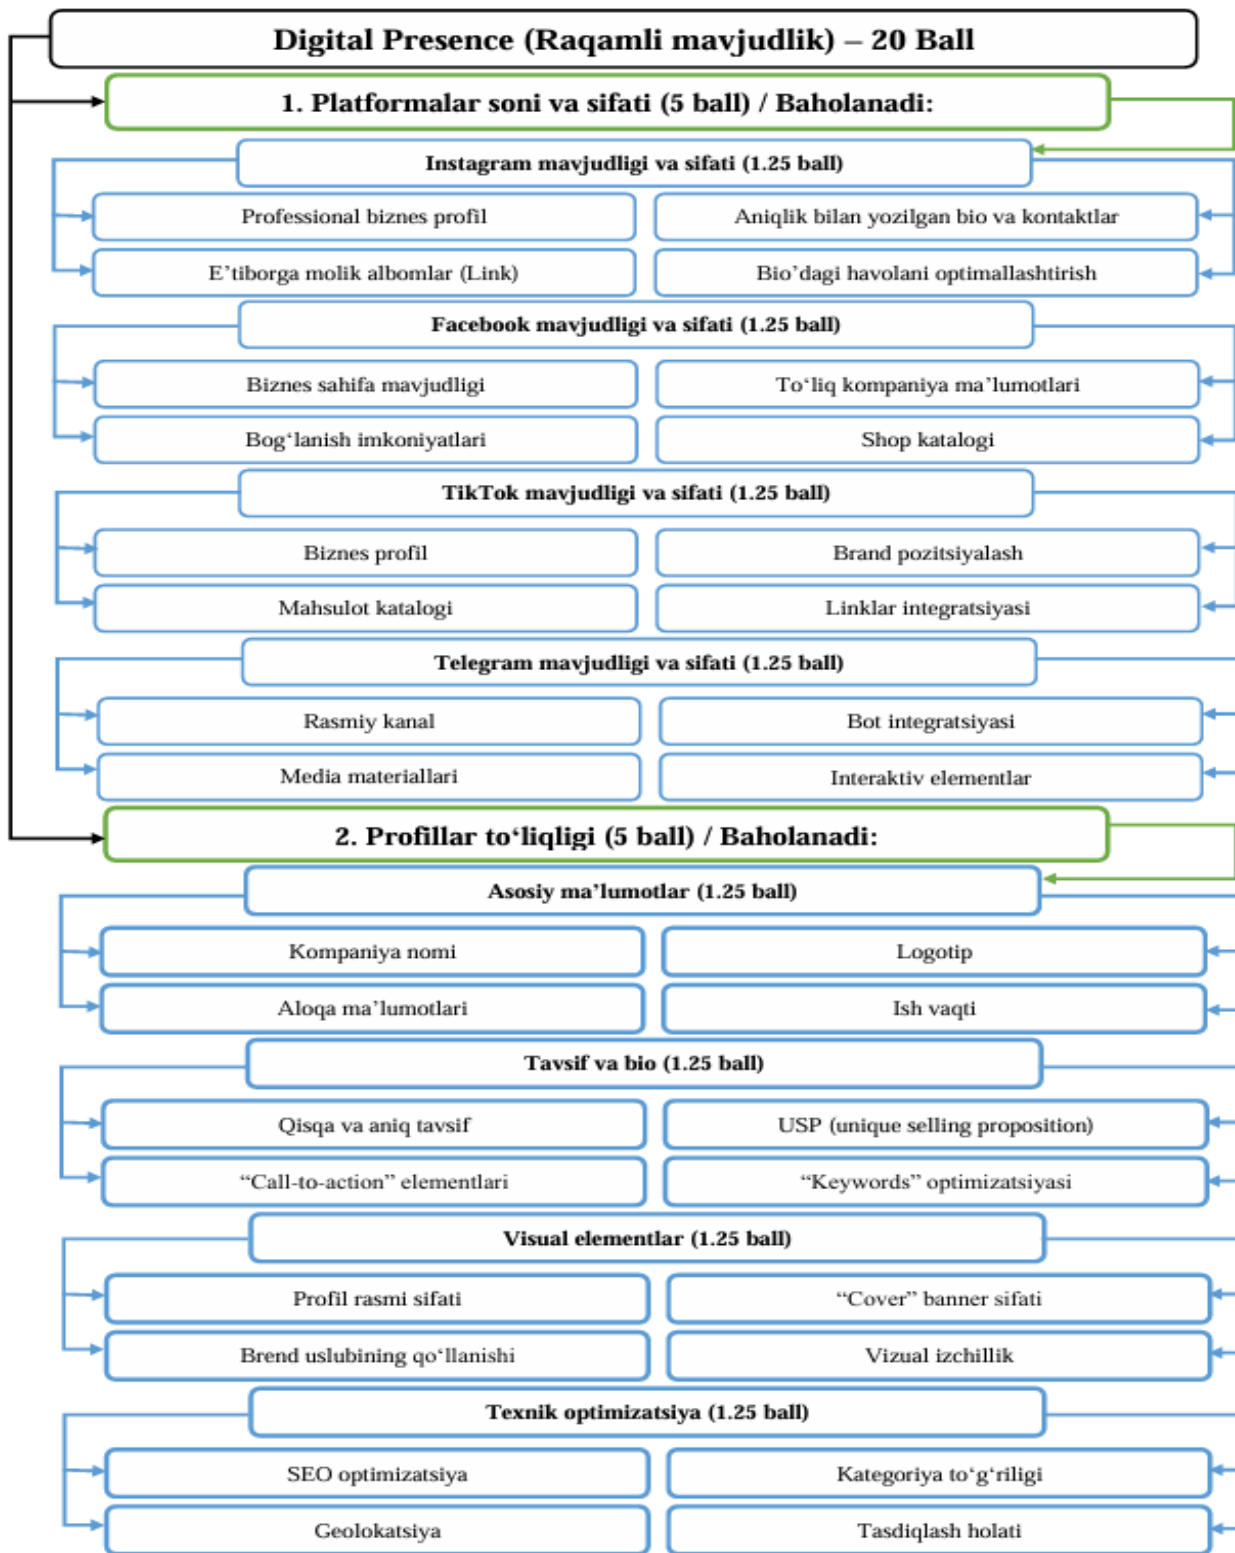 Digital Presence (Raqamli mavjudlik) – 20 Ball
1. Platformalar soni va sifati (5 ball) / Baholanadi:
Instagram mavjudligi va sifati (1.25 ball)
Professional biznes profil
Aniqlik bilan yozilgan bio va kontaktlar
E’tiborga molik albomlar (Link)
Bio’dagi havolani optimallashtirish
Facebook mavjudligi va sifati (1.25 ball)
Biznes sahifa mavjudligi
To‘liq kompaniya ma’lumotlari
Bog‘lanish imkoniyatlari
Shop katalogi
TikTok mavjudligi va sifati (1.25 ball)
Biznes profil
Brand pozitsiyalash
Mahsulot katalogi
Linklar integratsiyasi
Telegram mavjudligi va sifati (1.25 ball)
Rasmiy kanal
Bot integratsiyasi
Media materiallari
Interaktiv elementlar
2. Profillar to‘liqligi (5 ball) / Baholanadi:
Asosiy ma’lumotlar (1.25 ball)
Kompaniya nomi
Logotip
Aloqa ma’lumotlari
Ish vaqti
Tavsif va bio (1.25 ball)
Qisqa va aniq tavsif
USP (unique selling proposition)
“Call-to-action” elementlari
“Keywords” optimizatsiyasi
Visual elementlar (1.25 ball)
Profil rasmi sifati
“Cover” banner sifati
Brend uslubining qo‘llanishi
Vizual izchillik
Texnik optimizatsiya (1.25 ball)
SEO optimizatsiya
Kategoriya to‘g‘riligi
Geolokatsiya
Tasdiqlash holati